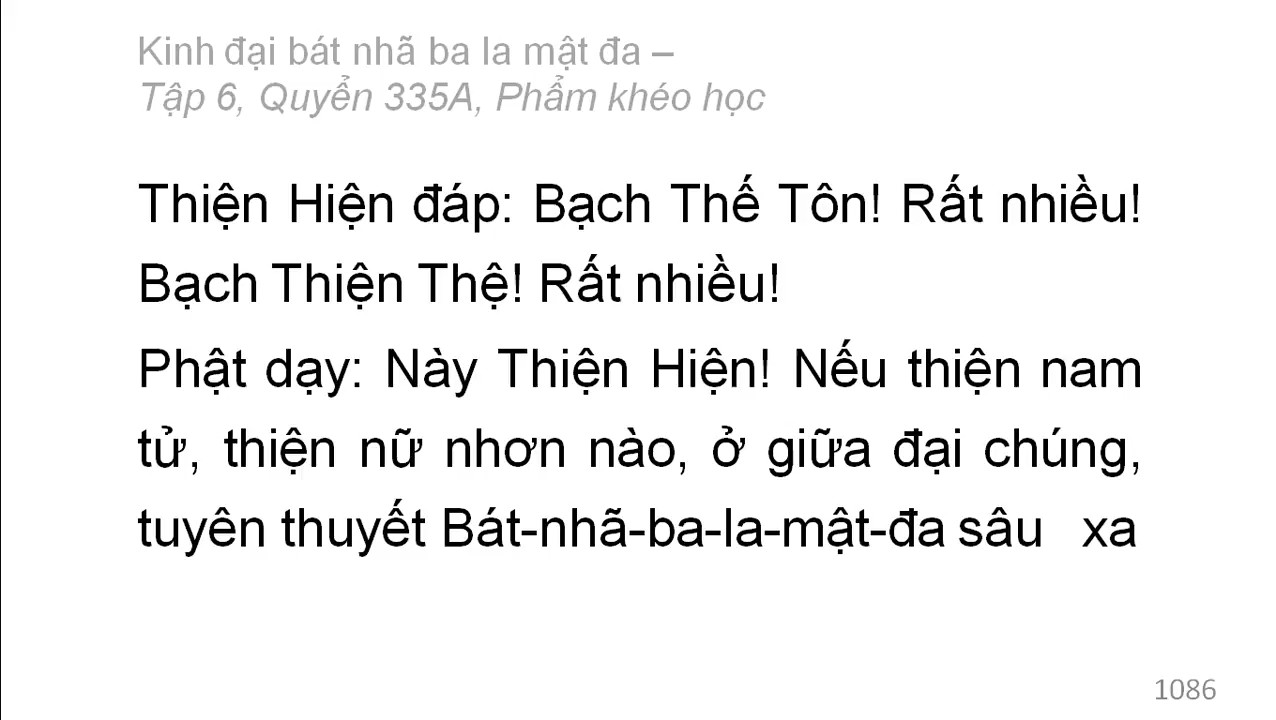 Kinh đại bát nhã ba la mật đa –
Tập 6, Quyển 335A, Phẩm khéo học
Thiện Hiện đáp: Bạch Thế Tôn! Rất nhiều!
Bạch Thiện Thệ! Rất nhiều!
Phật dạy: Này Thiện Hiện! Nếu thiện nam
tử, thiện nữ nhơn nào, ở giữa đại chúng,
tuyên thuyết Bát-nhã-ba-la-mật-đa sâu xa
1086